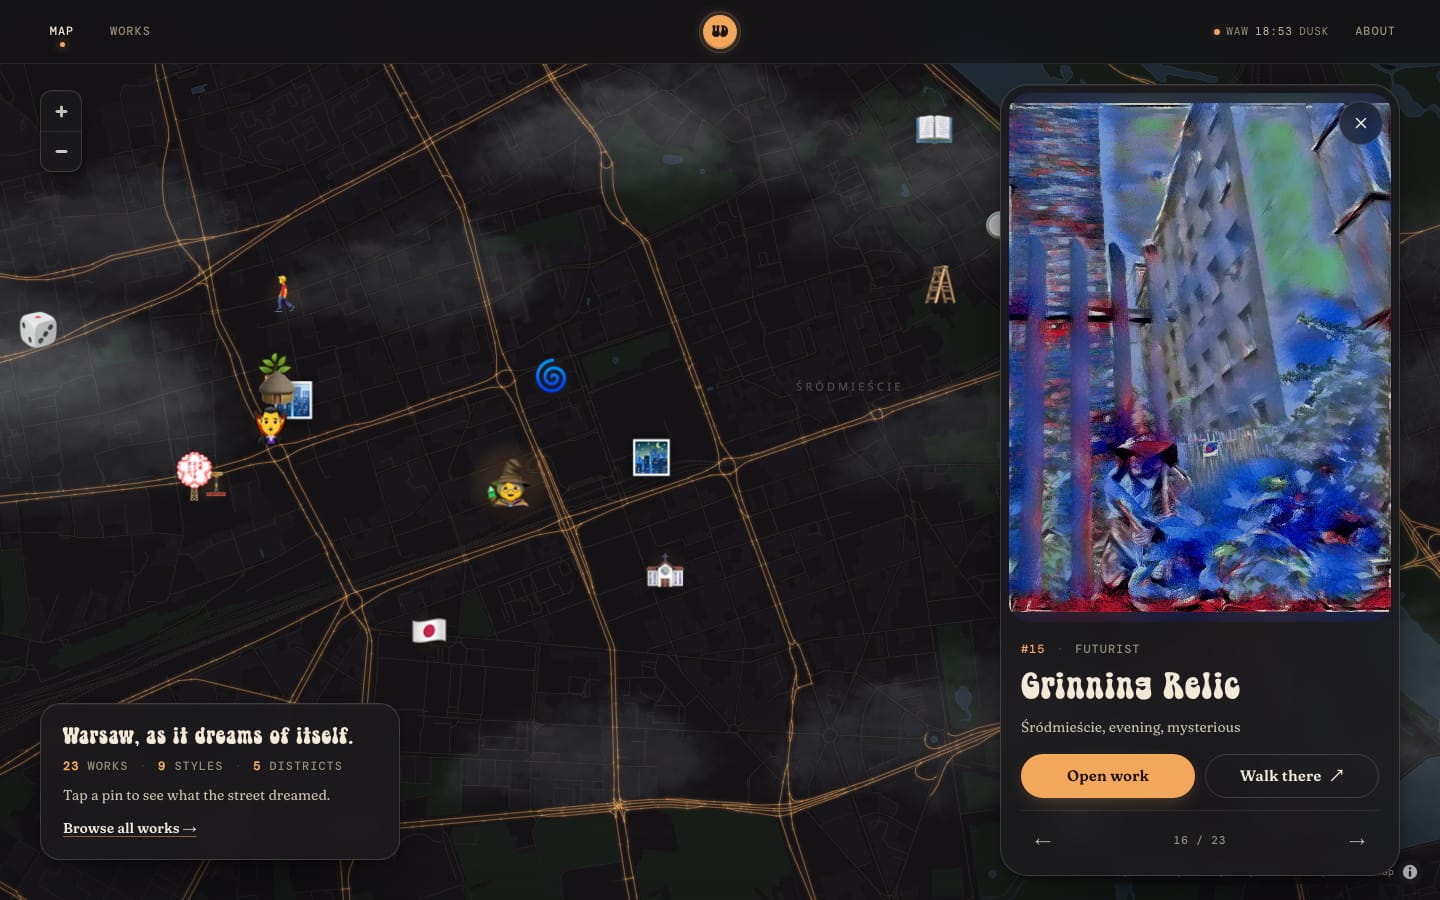 MAP
WORKS
UD
WAW 18:53 DUSK
ABOUT
+
−
ŚRÓDMIEŚCIE
#15 · FUTURIST
Grinning Relic
Śródmieście, evening, mysterious
Open work
Walk there ↗
← 16 / 23 →
Warsaw, as it dreams of itself.
23 WORKS · 9 STYLES · 5 DISTRICTS
Tap a pin to see what the street dreamed.
Browse all works →